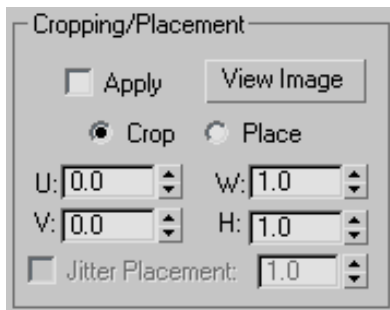 Cropping/Placement
Apply View Image
Crop Place
U: 0.0 W: 1.0
V: 0.0 H: 1.0
Jitter Placement: 1.0